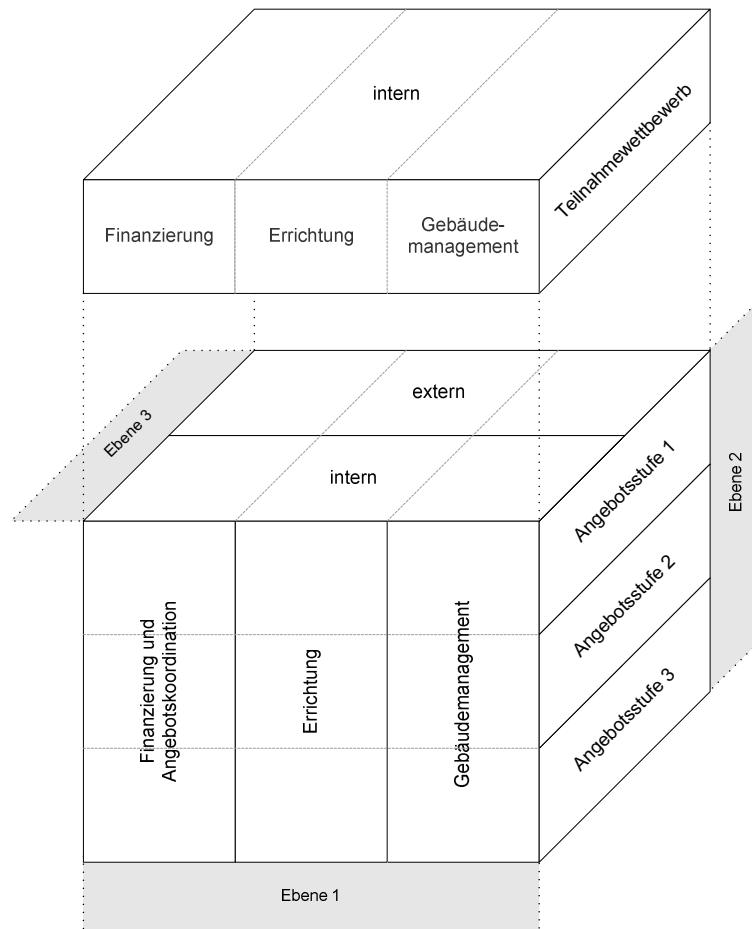 intern
Teilnahmewettbewerb
Finanzierung
Errichtung
Gebäude-
management
extern
Ebene 3
intern
Ebene 2
Angebotsstufe 1
Angebotsstufe 2
Angebotsstufe 3
Finanzierung und
Angebotskoordination
Errichtung
Gebäudemanagement
Ebene 1